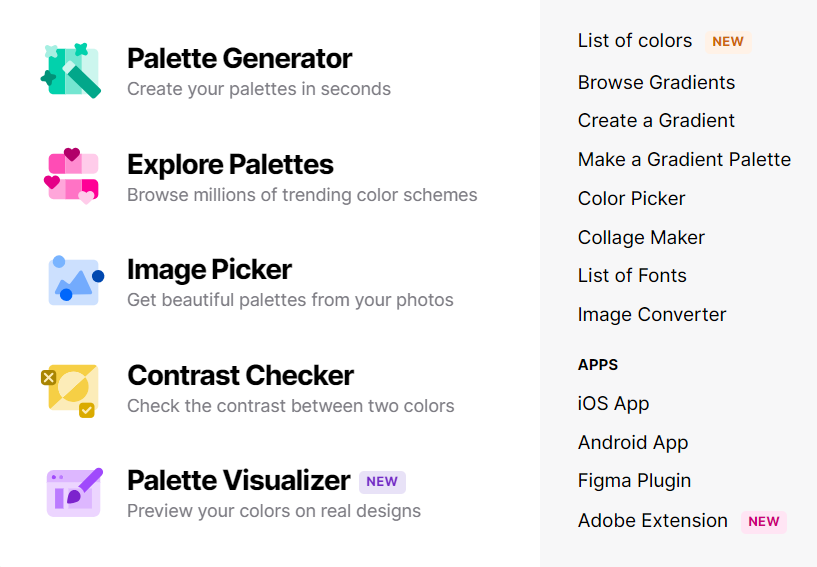 Palette Generator
Create your palettes in seconds
Explore Palettes
Browse millions of trending color schemes
Image Picker
Get beautiful palettes from your photos
Contrast Checker
Check the contrast between two colors
Palette Visualizer NEW
Preview your colors on real designs
List of colors NEW
Browse Gradients
Create a Gradient
Make a Gradient Palette
Color Picker
Collage Maker
List of Fonts
Image Converter
APPS
iOS App
Android App
Figma Plugin
Adobe Extension NEW